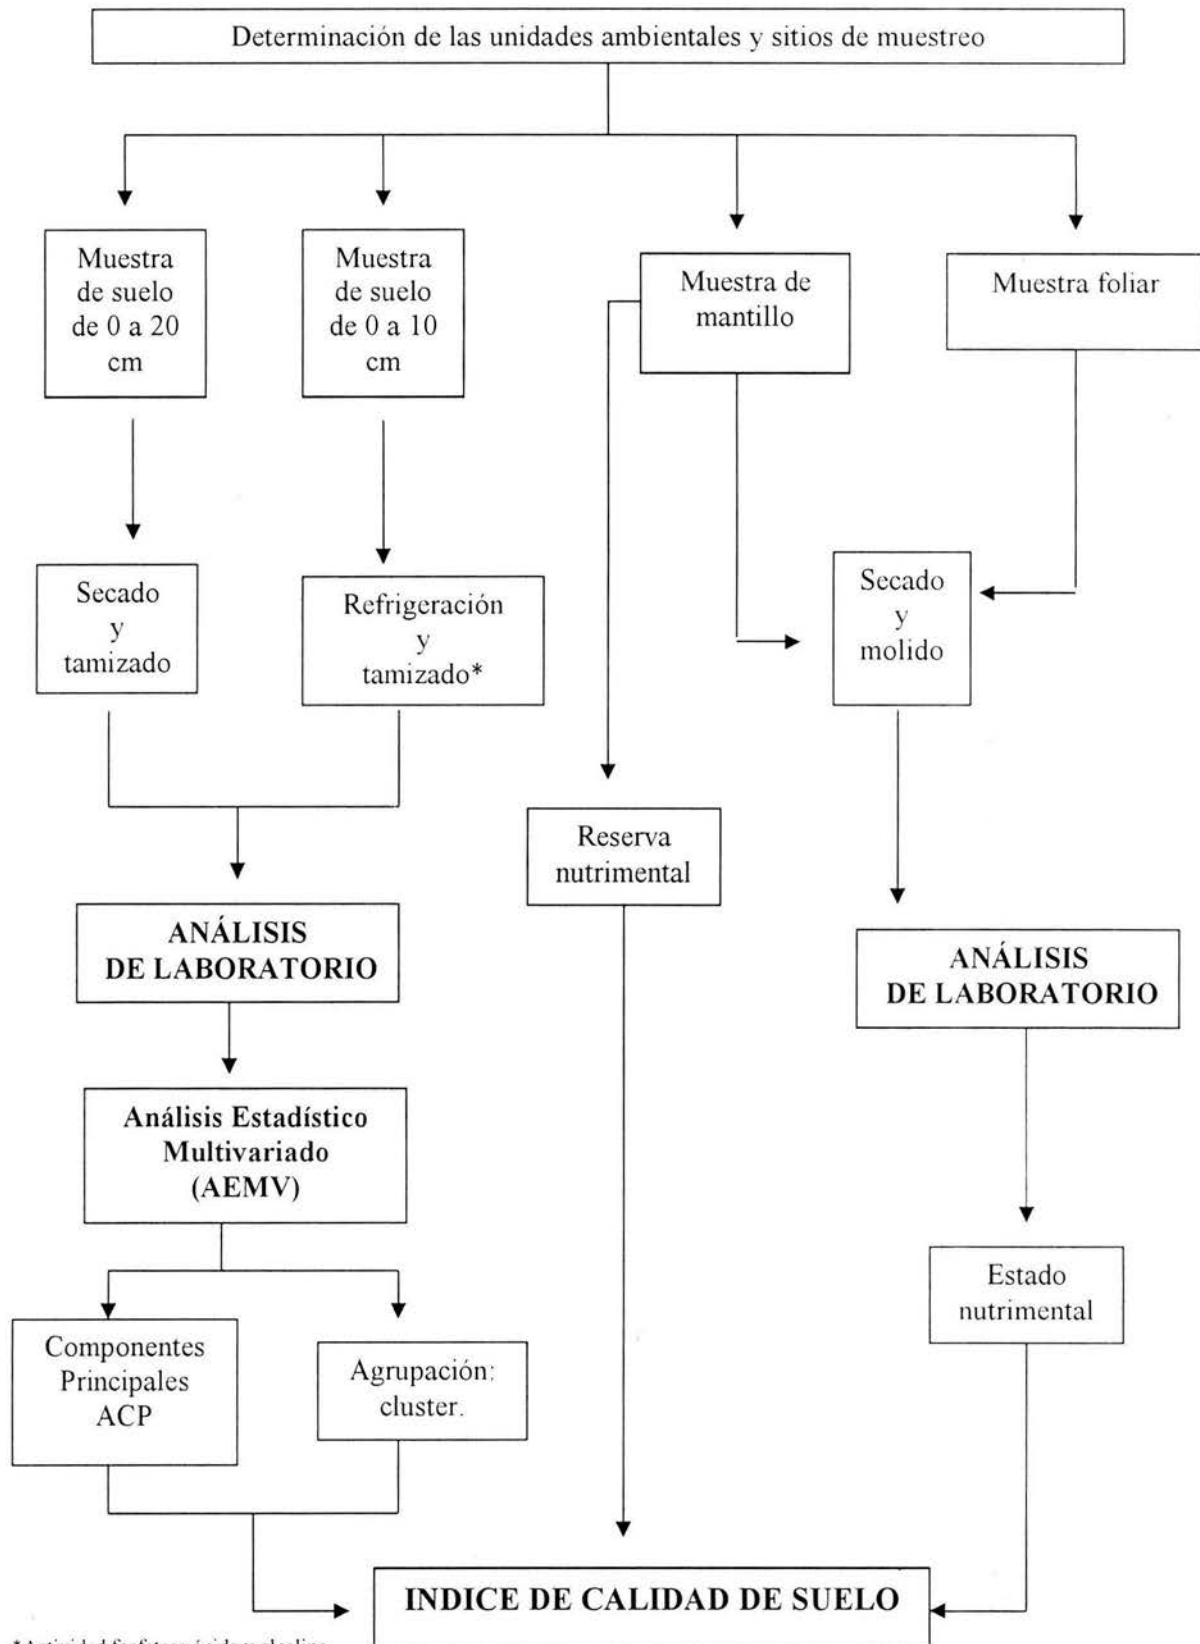 Determinación de las unidades ambientales y sitios de muestreo
Muestra
de suelo
de 0 a 20
cm
Muestra
de suelo
de 0 a 10
cm
Muestra de
mantillo
Muestra foliar
Secado
y
tamizado
Refrigeración
y
tamizado*
Secado
y
molido
Reserva
nutrimental
ANÁLISIS
DE LABORATORIO
ANÁLISIS
DE LABORATORIO
Análisis Estadístico
Multivariado
(AEMV)
Estado
nutrimental
Componentes
Principales
ACP
Agrupación:
cluster.
INDICE DE CALIDAD DE SUELO